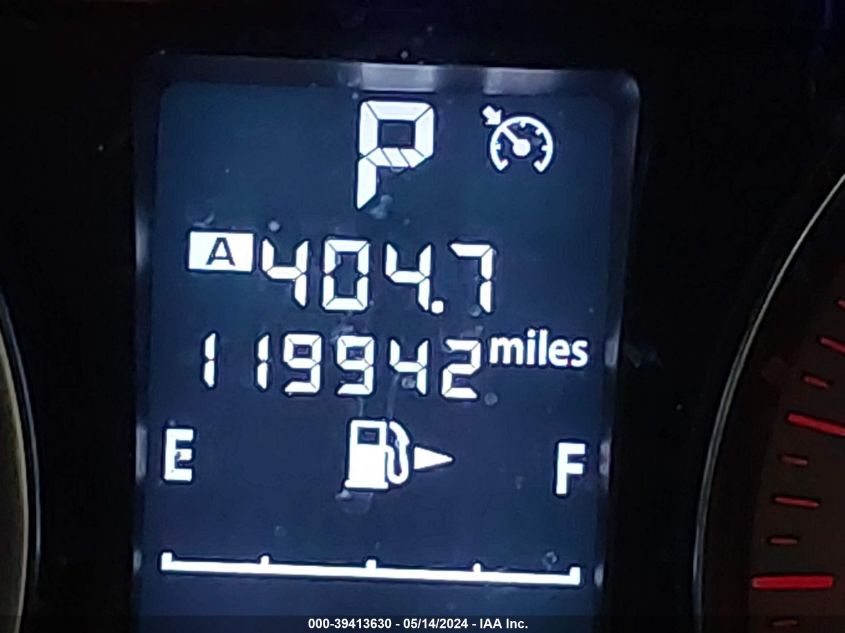 P
A 404.7
119942 miles
E F
000-39413630 - 05/14/2024 - IAA Inc.